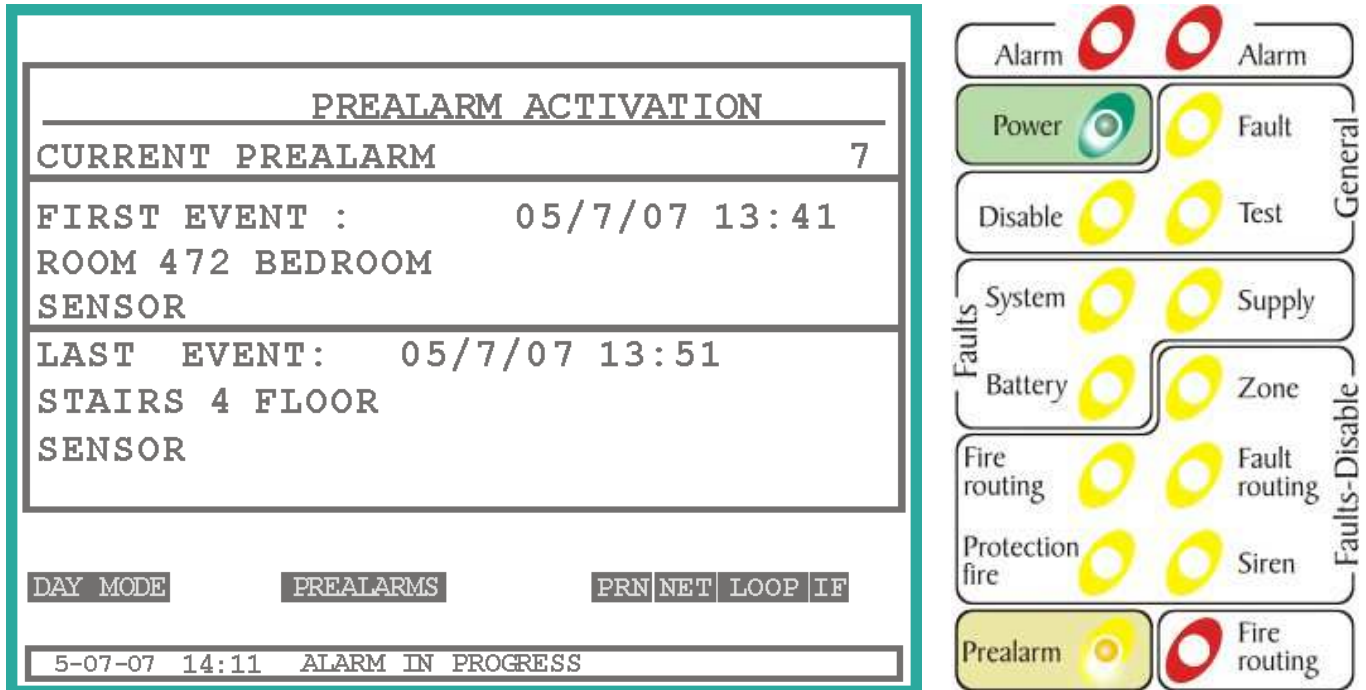 PREALARM ACTIVATION
CURRENT PREALARM 7
FIRST EVENT : 05/7/07 13:41
ROOM 472 BEDROOM
SENSOR
LAST EVENT: 05/7/07 13:51
STAIRS 4 FLOOR
SENSOR
DAY MODE PREALARMS PRN NET LOOP IF
5-07-07 14:11 ALARM IN PROGRESS
Alarm Alarm
Power Fault
Disable Test
General
System Supply
Battery Zone
Faults
Fire
routing
Fault
routing
Protection
fire
Siren
Faults-Disable
Prealarm
Fire
routing